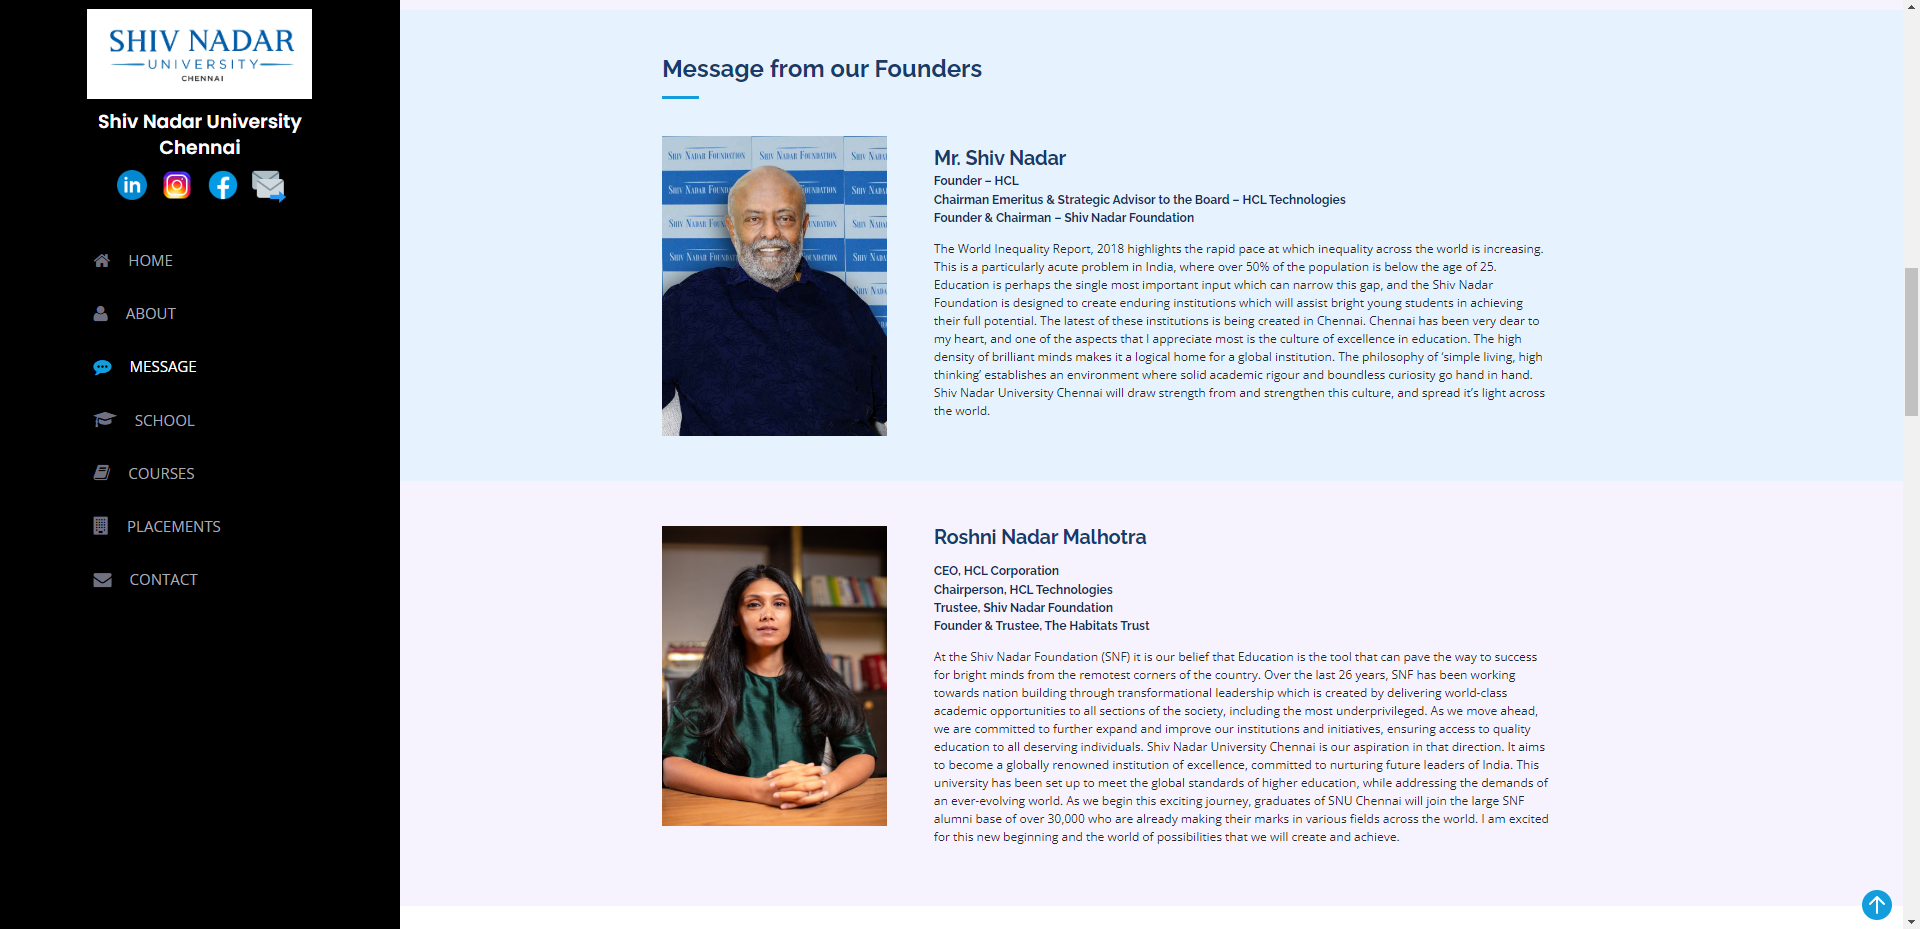 SHIV NADAR
UNIVERSITY
CHENNAI
Shiv Nadar University
Chennai
in
HOME
ABOUT
MESSAGE
SCHOOL
COURSES
PLACEMENTS
CONTACT
Message from our Founders
SHIV NADAR FOUNDATION SHIV NADAR FOUNDATION SHIV NADA
Mr. Shiv Nadar
Founder – HCL
Chairman Emeritus & Strategic Advisor to the Board – HCL Technologies
Founder & Chairman – Shiv Nadar Foundation
The World Inequality Report, 2018 highlights the rapid pace at which inequality across the world is increasing.
This is a particularly acute problem in India, where over 50% of the population is below the age of 25.
Education is perhaps the single most important input which can narrow this gap, and the Shiv Nadar
Foundation is designed to create enduring institutions which will assist bright young students in achieving
their full potential. The latest of these institutions is being created in Chennai. Chennai has been very dear to
my heart, and one of the aspects that I appreciate most is the culture of excellence in education. The high
density of brilliant minds makes it a logical home for a global institution. The philosophy of ‘simple living, high
thinking’ establishes an environment where solid academic rigour and boundless curiosity go hand in hand.
Shiv Nadar University Chennai will draw strength from and strengthen this culture, and spread it’s light across
the world.
Roshni Nadar Malhotra
CEO, HCL Corporation
Chairperson, HCL Technologies
Trustee, Shiv Nadar Foundation
Founder & Trustee, The Habitats Trust
At the Shiv Nadar Foundation (SNF) it is our belief that Education is the tool that can pave the way to success
for bright minds from the remotest corners of the country. Over the last 26 years, SNF has been working
towards nation building through transformational leadership which is created by delivering world-class
academic opportunities to all sections of the society, including the most underprivileged. As we move ahead,
we are committed to further expand and improve our institutions and initiatives, ensuring access to quality
education to all deserving individuals. Shiv Nadar University Chennai is our aspiration in that direction. It aims
to become a globally renowned institution of excellence, committed to nurturing future leaders of India. This
university has been set up to meet the global standards of higher education, while addressing the demands of
an ever-evolving world. As we begin this exciting journey, graduates of SNU Chennai will join the large SNF
alumni base of over 30,000 who are already making their marks in various fields across the world. I am excited
for this new beginning and the world of possibilities that we will create and achieve.